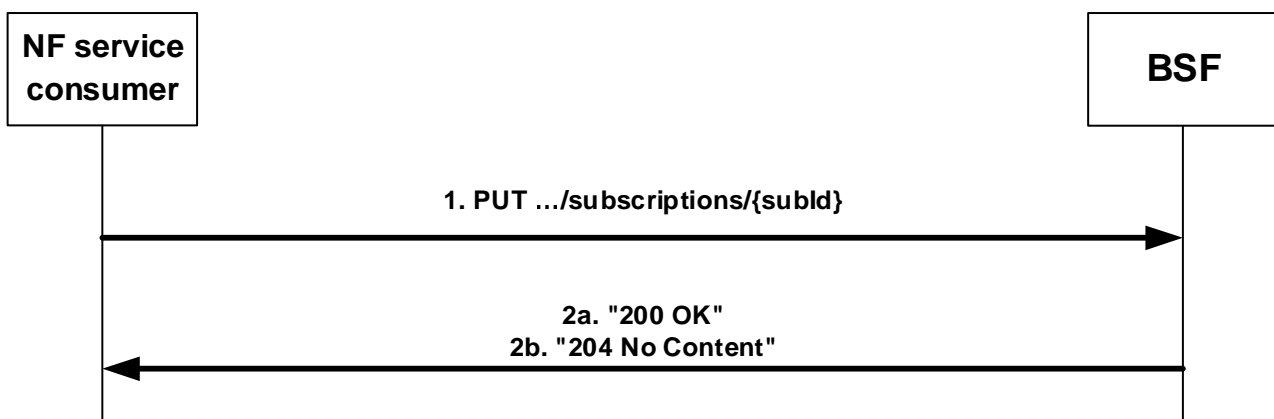 NF service
consumer
BSF
1. PUT …/subscriptions/{subId}
2a. "200 OK"
2b. "204 No Content"